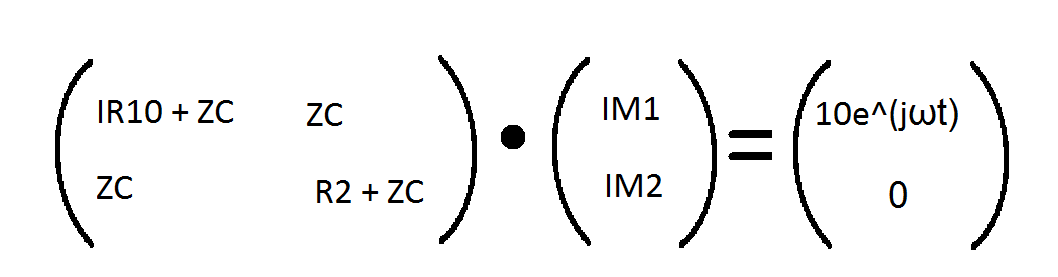 IR10 + ZC ZC IM1 = 10e^(jωt)
ZC R2 + ZC IM2 0